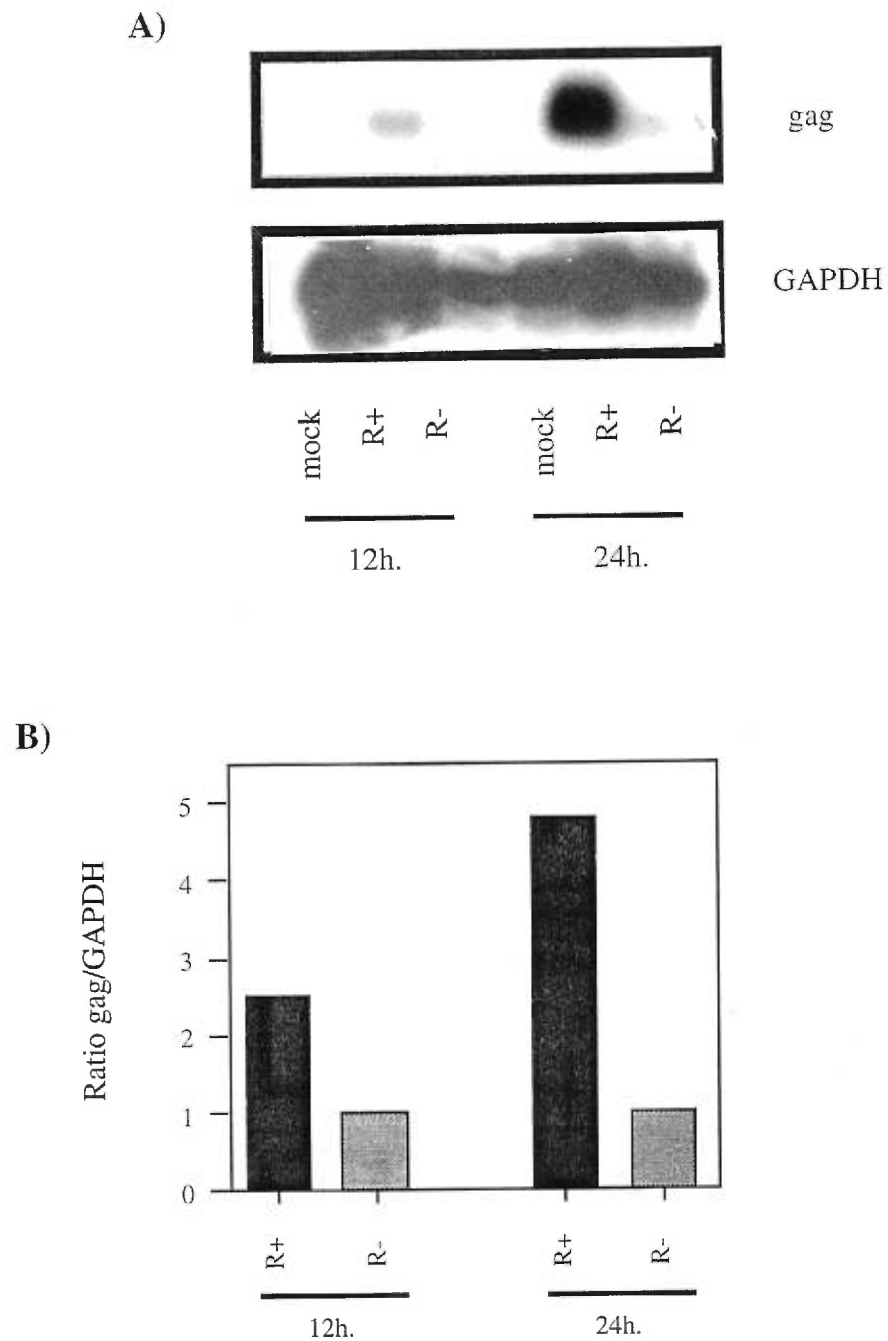 A)
gag
GAPDH
mock R+ R- mock R+ R-
12h. 24h.
B)
Ratio gag/GAPDH
5
4
3
2
1
0
R+ R- R+ R-
12h. 24h.